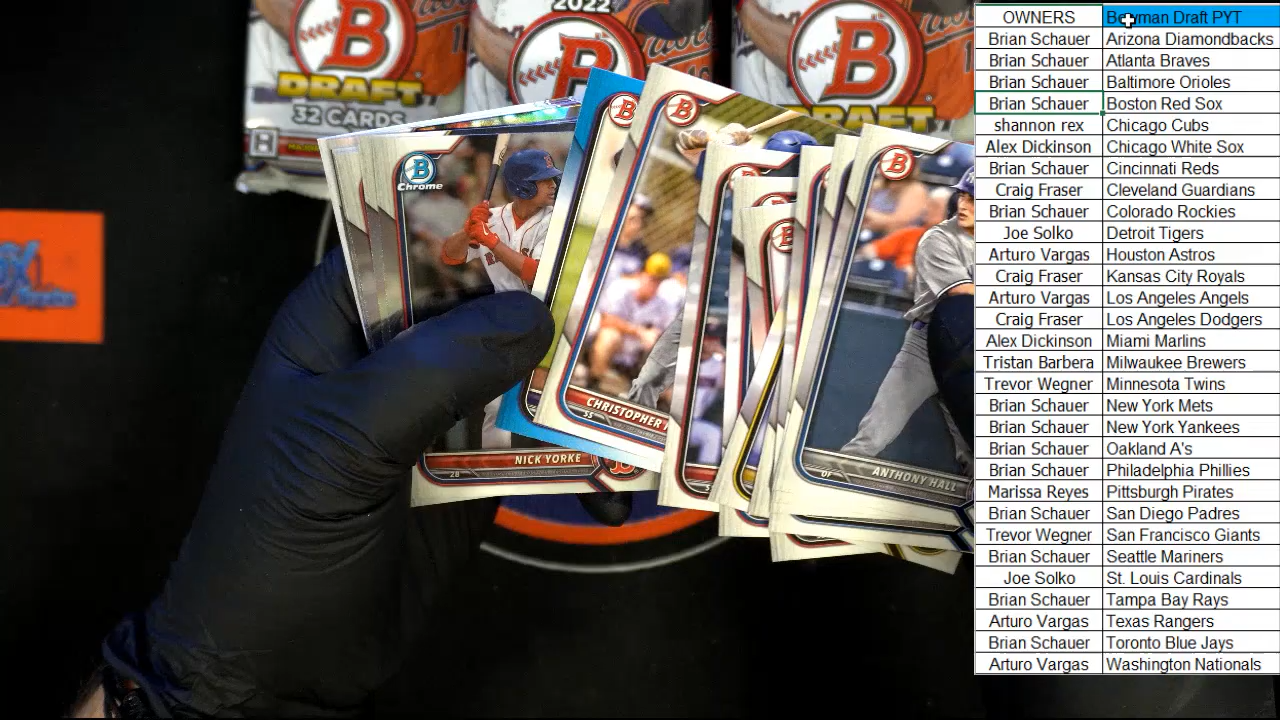 2022
B
B
B
DRAFT
32 CARDS
DRAFT
B
Chrome
B
B
B
NICK YORKE
2B
CHRISTOPHER
SS
ANTHONY HALL
OF
OWNERS
man Draft PYT
Brian Schauer Arizona Diamondbacks
Brian Schauer Atlanta Braves
Brian Schauer Baltimore Orioles
Brian Schauer Boston Red Sox
shannon rex Chicago Cubs
Alex Dickinson Chicago White Sox
Brian Schauer Cincinnati Reds
Craig Fraser Cleveland Guardians
Brian Schauer Colorado Rockies
Joe Solko Detroit Tigers
Arturo Vargas Houston Astros
Craig Fraser Kansas City Royals
Arturo Vargas Los Angeles Angels
Craig Fraser Los Angeles Dodgers
Alex Dickinson Miami Marlins
Tristan Barbera Milwaukee Brewers
Trevor Wegner Minnesota Twins
Brian Schauer New York Mets
Brian Schauer New York Yankees
Brian Schauer Oakland A's
Brian Schauer Philadelphia Phillies
Marissa Reyes Pittsburgh Pirates
Brian Schauer San Diego Padres
Trevor Wegner San Francisco Giants
Brian Schauer Seattle Mariners
Joe Solko St. Louis Cardinals
Brian Schauer Tampa Bay Rays
Arturo Vargas Texas Rangers
Brian Schauer Toronto Blue Jays
Arturo Vargas Washington Nationals